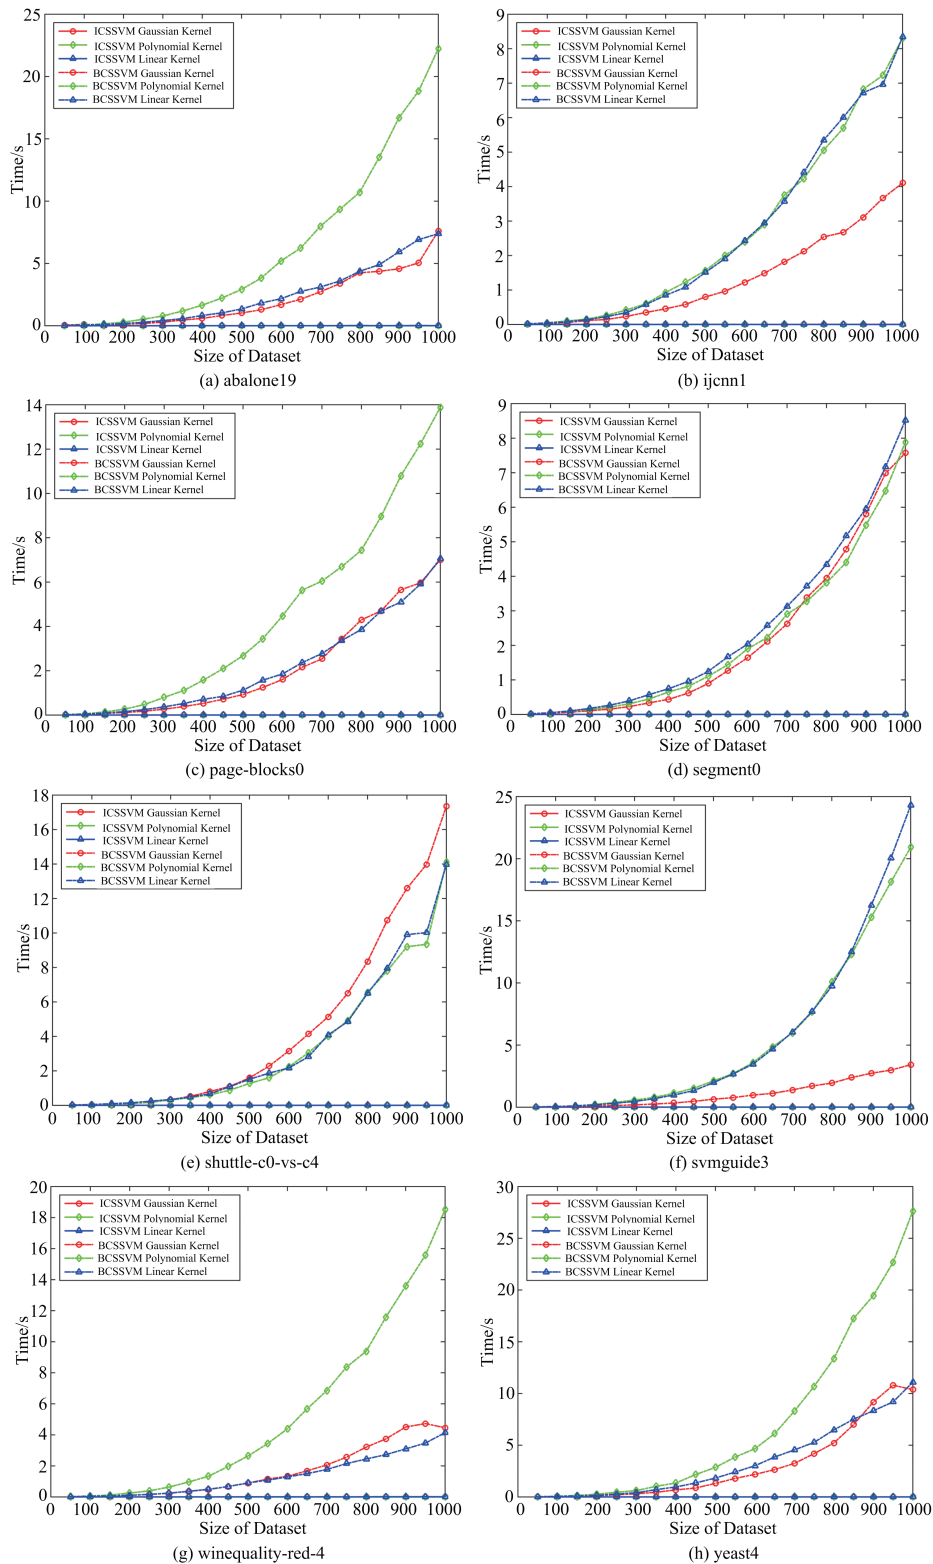 25
20
15
10
5
0
Time/s
ICSSVM Gaussian Kernel
ICSSVM Polynomial Kernel
ICSSVM Linear Kernel
BCSSVM Gaussian Kernel
BCSSVM Polynomial Kernel
BCSSVM Linear Kernel
0 100 200 300 400 500 600 700 800 900 1000
Size of Dataset
(a) abalone19
9
8
7
6
5
4
3
2
1
0
Time/s
ICSSVM Gaussian Kernel
ICSSVM Polynomial Kernel
ICSSVM Linear Kernel
BCSSVM Gaussian Kernel
BCSSVM Polynomial Kernel
BCSSVM Linear Kernel
0 100 200 300 400 500 600 700 800 900 1000
Size of Dataset
(b) ijcnn1
14
12
10
8
6
4
2
0
Time/s
ICSSVM Gaussian Kernel
ICSSVM Polynomial Kernel
ICSSVM Linear Kernel
BCSSVM Gaussian Kernel
BCSSVM Polynomial Kernel
BCSSVM Linear Kernel
0 100 200 300 400 500 600 700 800 900 1000
Size of Dataset
(c) page-blocks0
9
8
7
6
5
4
3
2
1
0
Time/s
ICSSVM Gaussian Kernel
ICSSVM Polynomial Kernel
ICSSVM Linear Kernel
BCSSVM Gaussian Kernel
BCSSVM Polynomial Kernel
BCSSVM Linear Kernel
0 100 200 300 400 500 600 700 800 900 1000
Size of Dataset
(d) segment0
18
16
14
12
10
8
6
4
2
0
Time/s
ICSSVM Gaussian Kernel
ICSSVM Polynomial Kernel
ICSSVM Linear Kernel
BCSSVM Gaussian Kernel
BCSSVM Polynomial Kernel
BCSSVM Linear Kernel
0 100 200 300 400 500 600 700 800 900 1000
Size of Dataset
(e) shuttle-c0-vs-c4
25
20
15
10
5
0
Time/s
ICSSVM Gaussian Kernel
ICSSVM Polynomial Kernel
ICSSVM Linear Kernel
BCSSVM Gaussian Kernel
BCSSVM Polynomial Kernel
BCSSVM Linear Kernel
0 100 200 300 400 500 600 700 800 900 1000
Size of Dataset
(f) svmguide3
20
18
16
14
12
10
8
6
4
2
0
Time/s
ICSSVM Gaussian Kernel
ICSSVM Polynomial Kernel
ICSSVM Linear Kernel
BCSSVM Gaussian Kernel
BCSSVM Polynomial Kernel
BCSSVM Linear Kernel
0 100 200 300 400 500 600 700 800 900 1000
Size of Dataset
(g) winequality-red-4
30
25
20
15
10
5
0
Time/s
ICSSVM Gaussian Kernel
ICSSVM Polynomial Kernel
ICSSVM Linear Kernel
BCSSVM Gaussian Kernel
BCSSVM Polynomial Kernel
BCSSVM Linear Kernel
0 100 200 300 400 500 600 700 800 900 1000
Size of Dataset
(h) yeast4